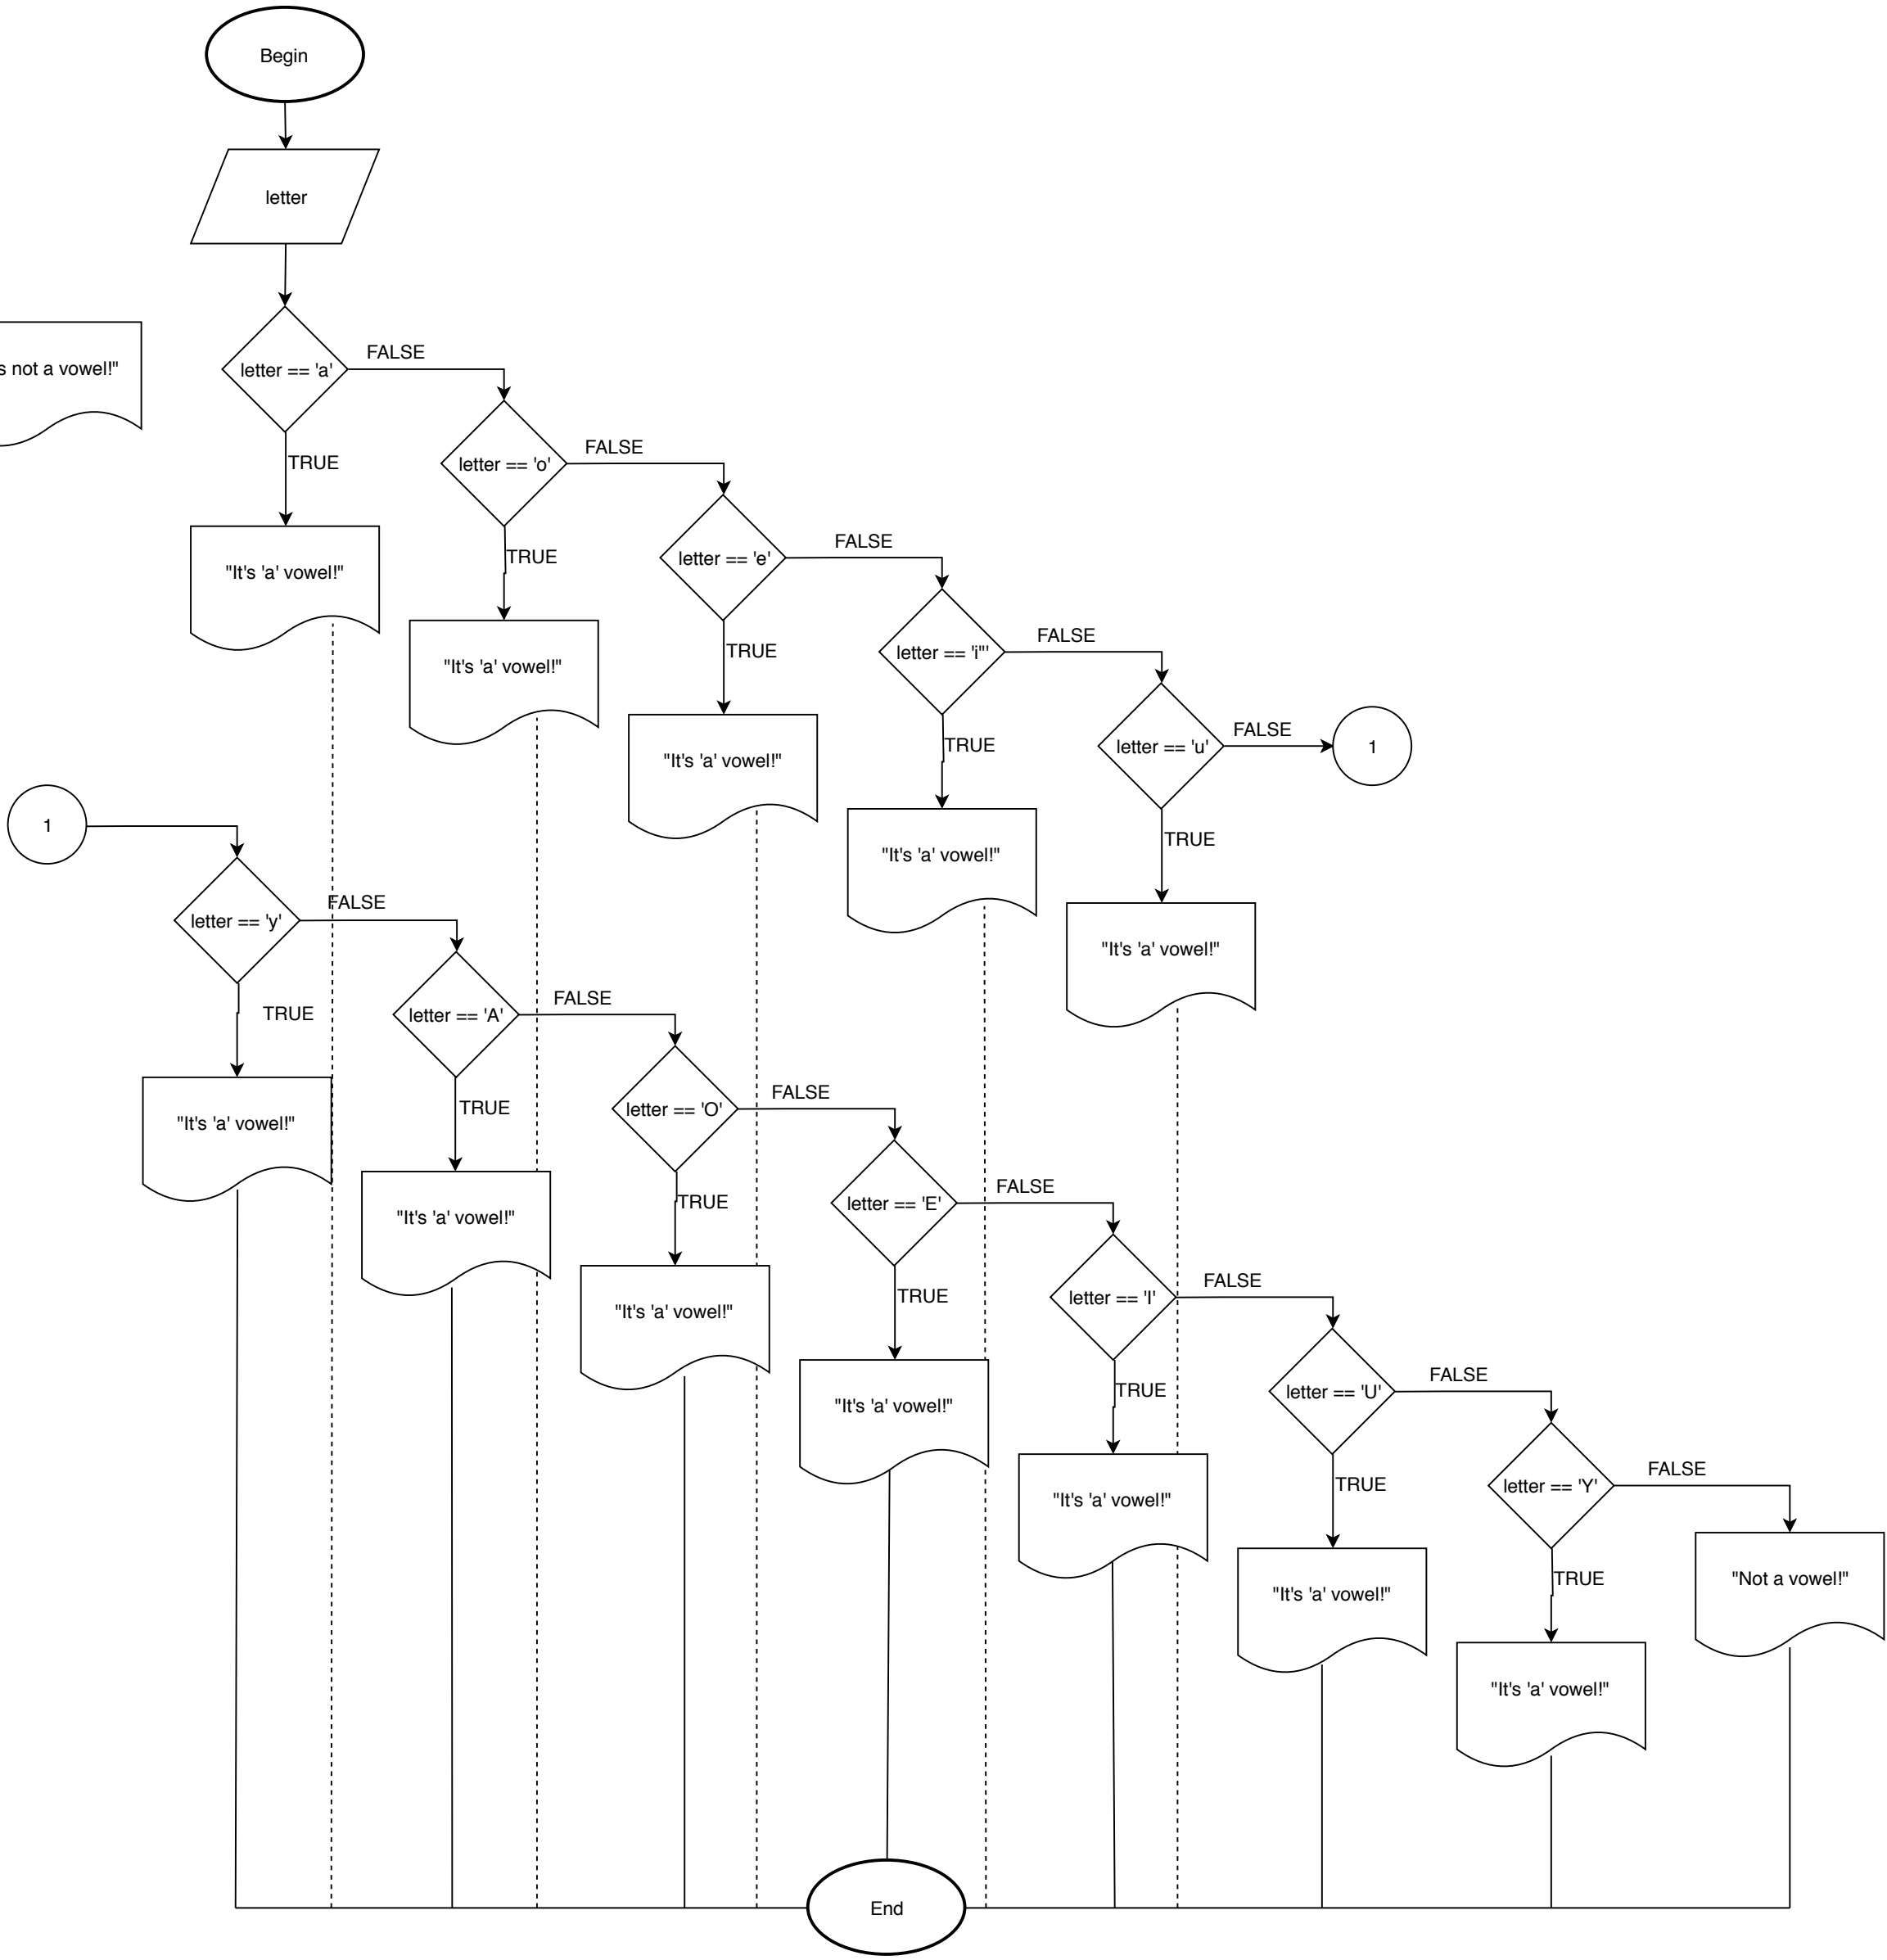 Begin
letter
letter == 'a'
FALSE
s not a vowel!"
TRUE
letter == 'o'
FALSE
"It's 'a' vowel!"
TRUE
letter == 'e'
FALSE
"It's 'a' vowel!"
TRUE
letter == 'i"'
FALSE
"It's 'a' vowel!"
TRUE
letter == 'u'
FALSE
1
"It's 'a' vowel!"
TRUE
"It's 'a' vowel!"
1
letter == 'y'
FALSE
TRUE
letter == 'A'
FALSE
"It's 'a' vowel!"
TRUE
letter == 'O'
FALSE
"It's 'a' vowel!"
TRUE
letter == 'E'
FALSE
"It's 'a' vowel!"
TRUE
letter == 'I'
FALSE
"It's 'a' vowel!"
TRUE
letter == 'U'
FALSE
"It's 'a' vowel!"
TRUE
letter == 'Y'
FALSE
"It's 'a' vowel!"
TRUE
"Not a vowel!"
"It's 'a' vowel!"
End